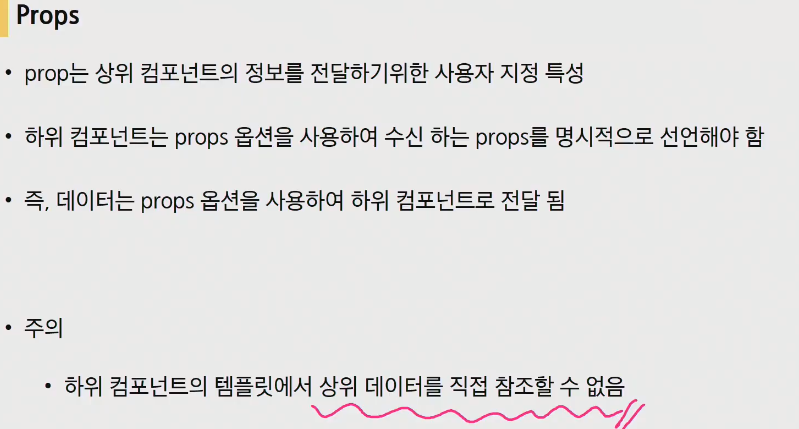 Props
• prop는 상위 컴포넌트의 정보를 전달하기위한 사용자 지정 특성
• 하위 컴포넌트는 props 옵션을 사용하여 수신 하는 props를 명시적으로 선언해야 함
• 즉, 데이터는 props 옵션을 사용하여 하위 컴포넌트로 전달 됨
• 주의
• 하위 컴포넌트의 템플릿에서 상위 데이터를 직접 참조할 수 없음